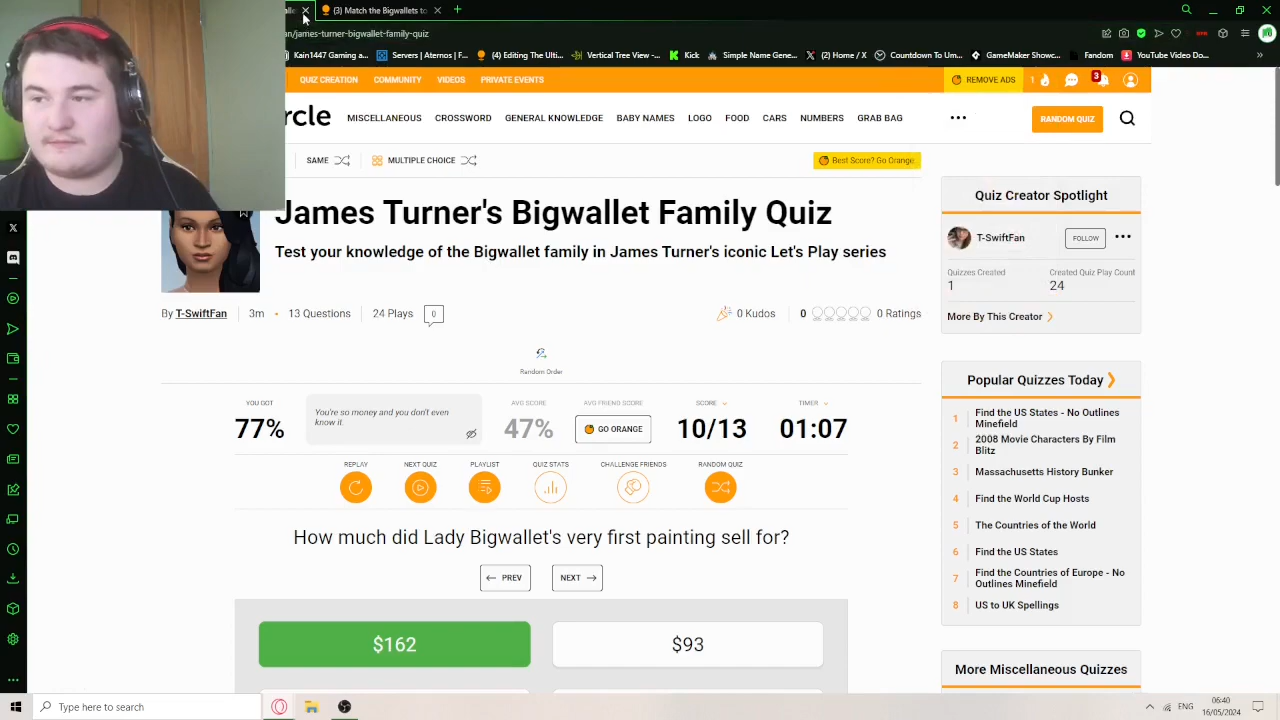 (3) Match the Belgwallets to
an/james-turner-bigwallet-family-quiz
Kain1447 Gaming a...
Streamers Atomics | F...
Vertical Tree View -...
Kick
Simple Name Gene...
(2) Home / X
Countdown To Um...
GameMaker Showc...
Fandom
YouTube Video Do...
QUIZ CREATION
COMMUNITY
VIDEOS
PRIVATE EVENTS
REMOVE ADS
1
3
rcle
MISCELLANEOUS
CROSSWORD
GENERAL KNOWLEDGE
BABY NAMES
LOGO
FOOD
CARS
NUMBERS
GRAB BAG
RANDOM QUIZ
SAME
MULTIPLE CHOICE
Best Score? Go Orange.
James Turner's Bigwallet Family Quiz
Test your knowledge of the Bigwallet family in James Turner's iconic Let's Play series
By T-SwiftFan
3m
13 Questions
24 Plays
0
0 Kudos
0
0 Ratings
Random Order
YOU GOT
77%
You're so money and you don't even
know it.
AVG SCORE
47%
AVG FRIEND SCORE
GO ORANGE
SCORE
10/13
TIMER
01:07
REPLAY
NEXT QUIZ
PLAYLIST
QUIZ STATS
CHALLENGE FRIENDS
RANDOM QUIZ
How much did Lady Bigwallet's very first painting sell for?
PREV
NEXT
$162
$93
Quiz Creator Spotlight
T-SwiftFan
FOLLOW
Quizzes Created
1
Created Quiz Play Count
24
More By This Creator
Popular Quizzes Today
1 Find the US States - No Outlines
Minefield
2 2008 Movie Characters By Film
Blitz
3 Massachusetts History Bunker
4 Find the World Cup Hosts
5 The Countries of the World
6 Find the US States
7 Find the Countries of Europe - No
Outlines Minefield
8 US to UK Spellings
More Miscellaneous Quizzes
Type here to search
ENG
06:40
16/05/2024